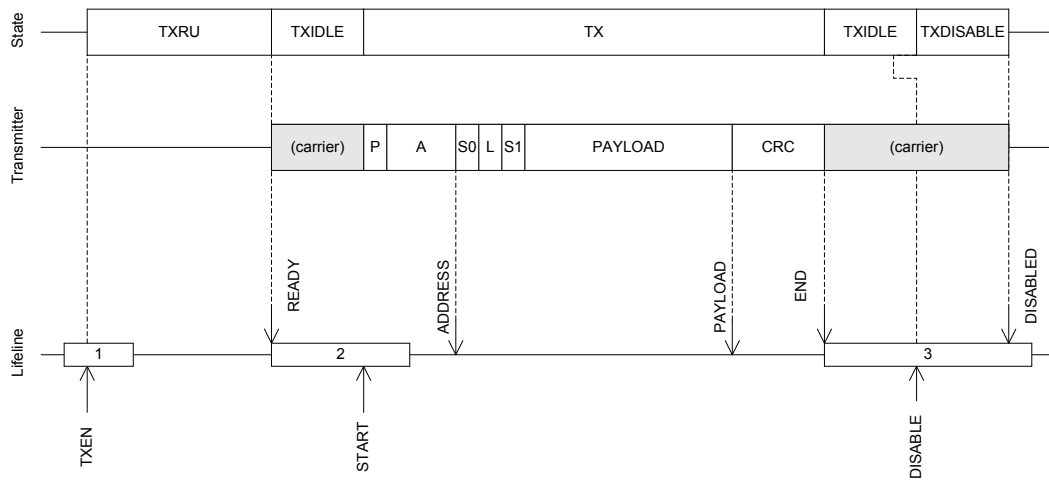 State
TXRU
TXIDLE
TX
TXIDLE
TXDISABLE
Transmitter
(carrier)
P
A
S0
L
S1
PAYLOAD
CRC
(carrier)
READY
ADDRESS
PAYLOAD
END
DISABLED
Lifeline
1
2
3
TXEN
START
DISABLE